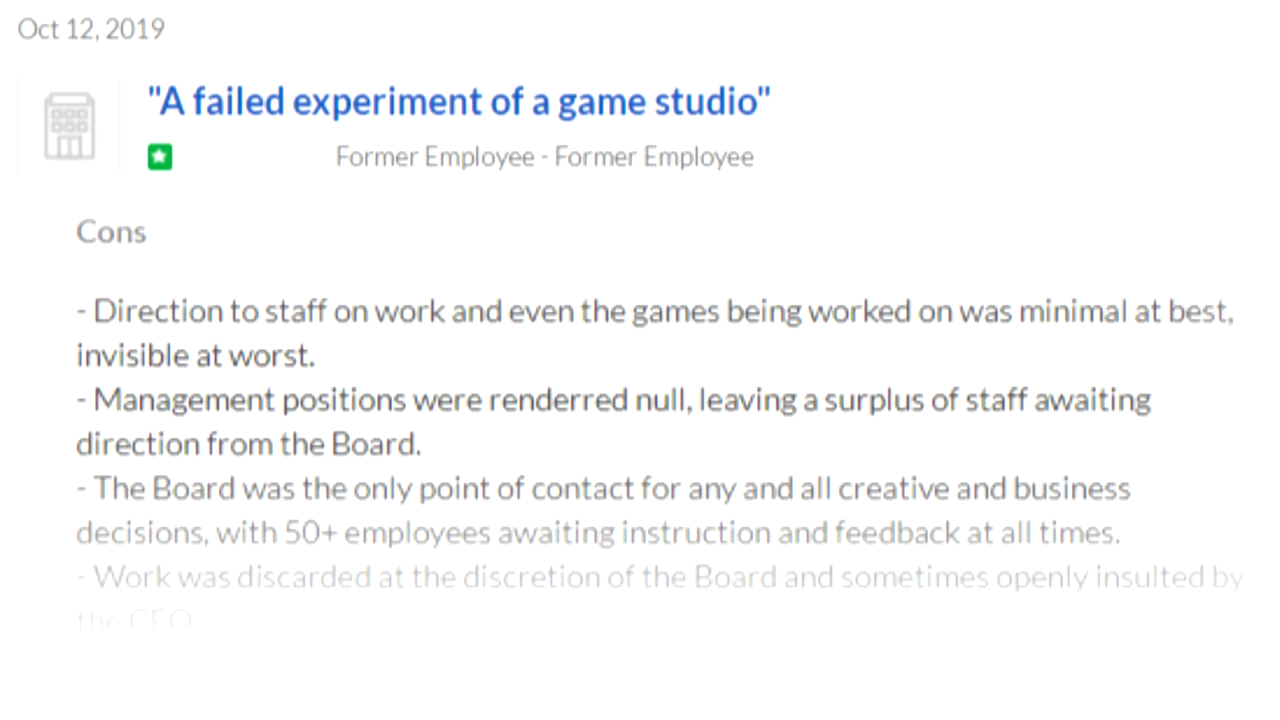 Oct 12, 2019
"A failed experiment of a game studio"
Former Employee - Former Employee
Cons
- Direction to staff on work and even the games being worked on was minimal at best,
invisible at worst.
- Management positions were renderred null, leaving a surplus of staff awaiting
direction from the Board.
- The Board was the only point of contact for any and all creative and business
decisions, with 50+ employees awaiting instruction and feedback at all times.
- Work was discarded at the discretion of the Board and sometimes openly insulted by
the CEO